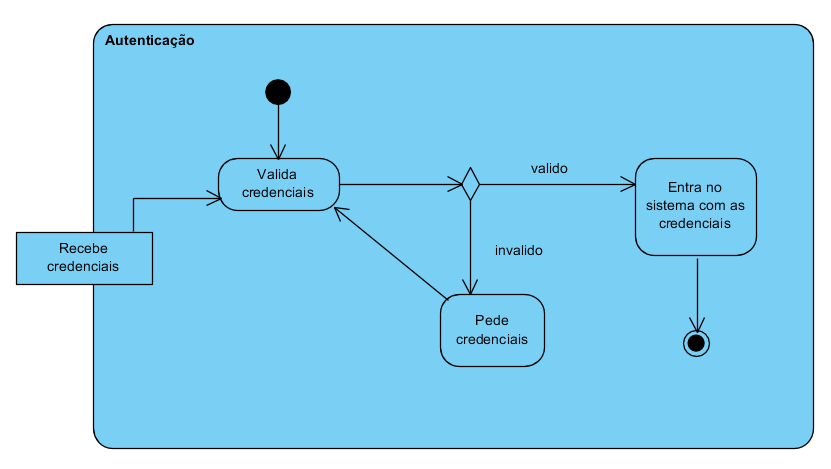 Autenticação
Valida
credenciais
valido
Entra no
sistema com as
credenciais
Recebe
credenciais
invalido
Pede
credenciais